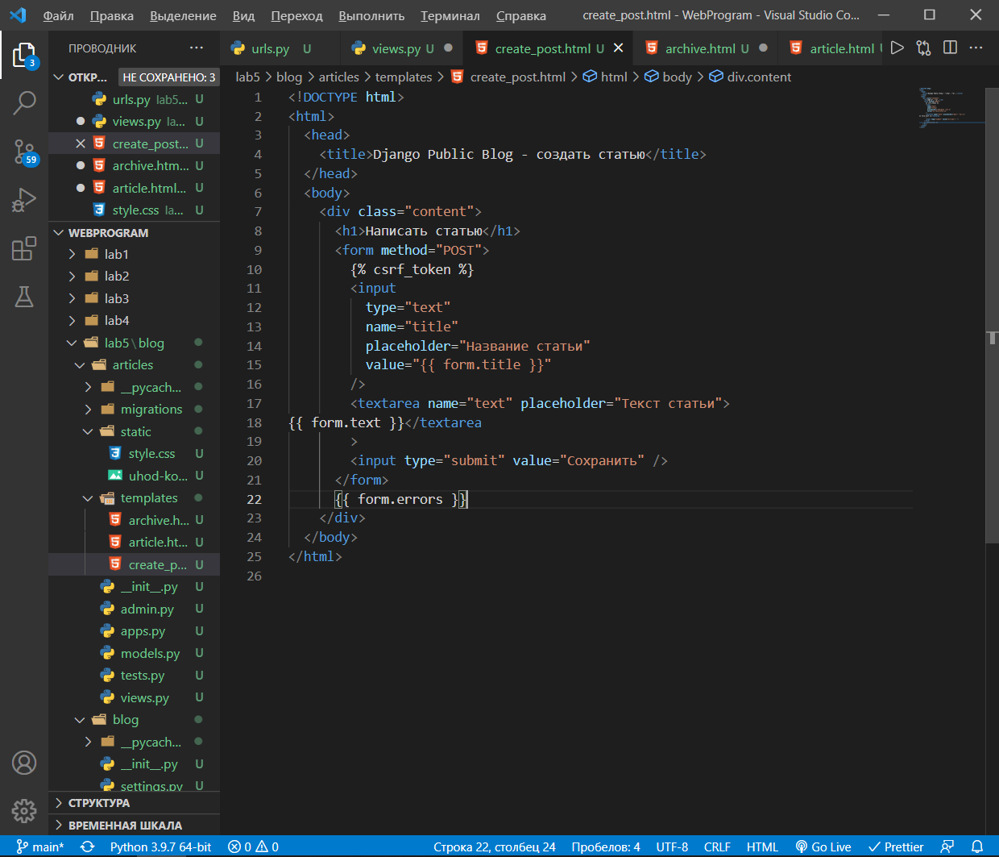 Файл Правка Выделение Вид Переход Выполнить Терминал Справка create_post.html - WebProgram - Visual Studio Co...
ПРОВОДНИК ...
urls.py U views.py U create_post.html U archive.html U article.html U
ОТКР... НЕ СОХРАНЕНО: 3
lab5 > blog > articles > templates > create_post.html > html > body > div.content
urls.py lab5... U
views.py la... U
create_post... U
archive.htm... U
article.html... U
style.css la... U
3
59
WEBPROGRAM
lab1
lab2
lab3
lab4
lab5 \ blog
articles
__pycach...
migrations
static
style.css U
uhod-ko... U
templates
archive.h... U
article.ht... U
create_p... U
__init__.py U
admin.py U
apps.py U
models.py U
tests.py U
views.py U
blog
__pycach...
__init__.py U
settings.py U
СТРУКТУРА
ВРЕМЕННАЯ ШКАЛА
1 <!DOCTYPE html>
2 <html>
3 <head>
4 <title>Django Public Blog - создать статью</title>
5 </head>
6 <body>
7 <div class="content">
8 <h1>Написать статью</h1>
9 <form method="POST">
10 {% csrf_token %}
11 <input
12 type="text"
13 name="title"
14 placeholder="Название статьи"
15 value="{{ form.title }}"
16 />
17 <textarea name="text" placeholder="Текст статьи">
18 {{ form.text }}</textarea
19 >
20 <input type="submit" value="Сохранить" />
21 </form>
22 {{ form.errors }}
23 </div>
24 </body>
25 </html>
26
main* Python 3.9.7 64-bit 0 0 Строка 22, столбец 24 Пробелов: 4 UTF-8 CRLF HTML Go Live Prettier